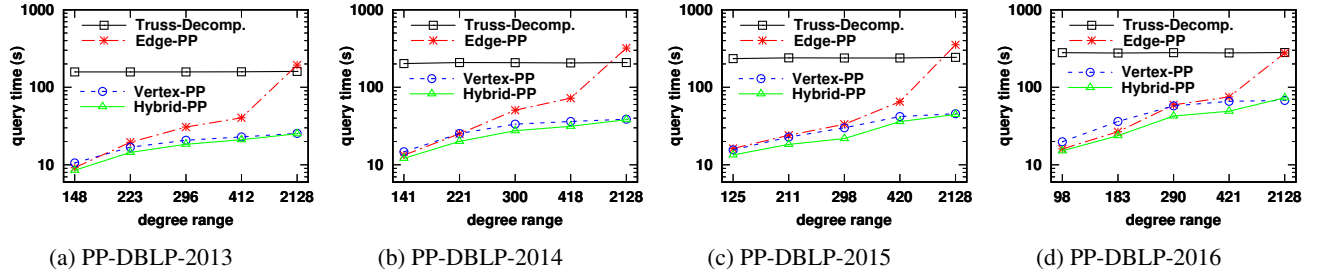 1000
100
10
query time (s)
Truss-Decomp.
Edge-PP
Vertex-PP
Hybrid-PP
148 223 296 412 2128
degree range
(a) PP-DBLP-2013
1000
100
10
query time (s)
Truss-Decomp.
Edge-PP
Vertex-PP
Hybrid-PP
141 221 300 418 2128
degree range
(b) PP-DBLP-2014
1000
100
10
query time (s)
Truss-Decomp.
Edge-PP
Vertex-PP
Hybrid-PP
125 211 298 420 2128
degree range
(c) PP-DBLP-2015
1000
100
10
query time (s)
Truss-Decomp.
Edge-PP
Vertex-PP
Hybrid-PP
98 183 290 421 2128
degree range
(d) PP-DBLP-2016